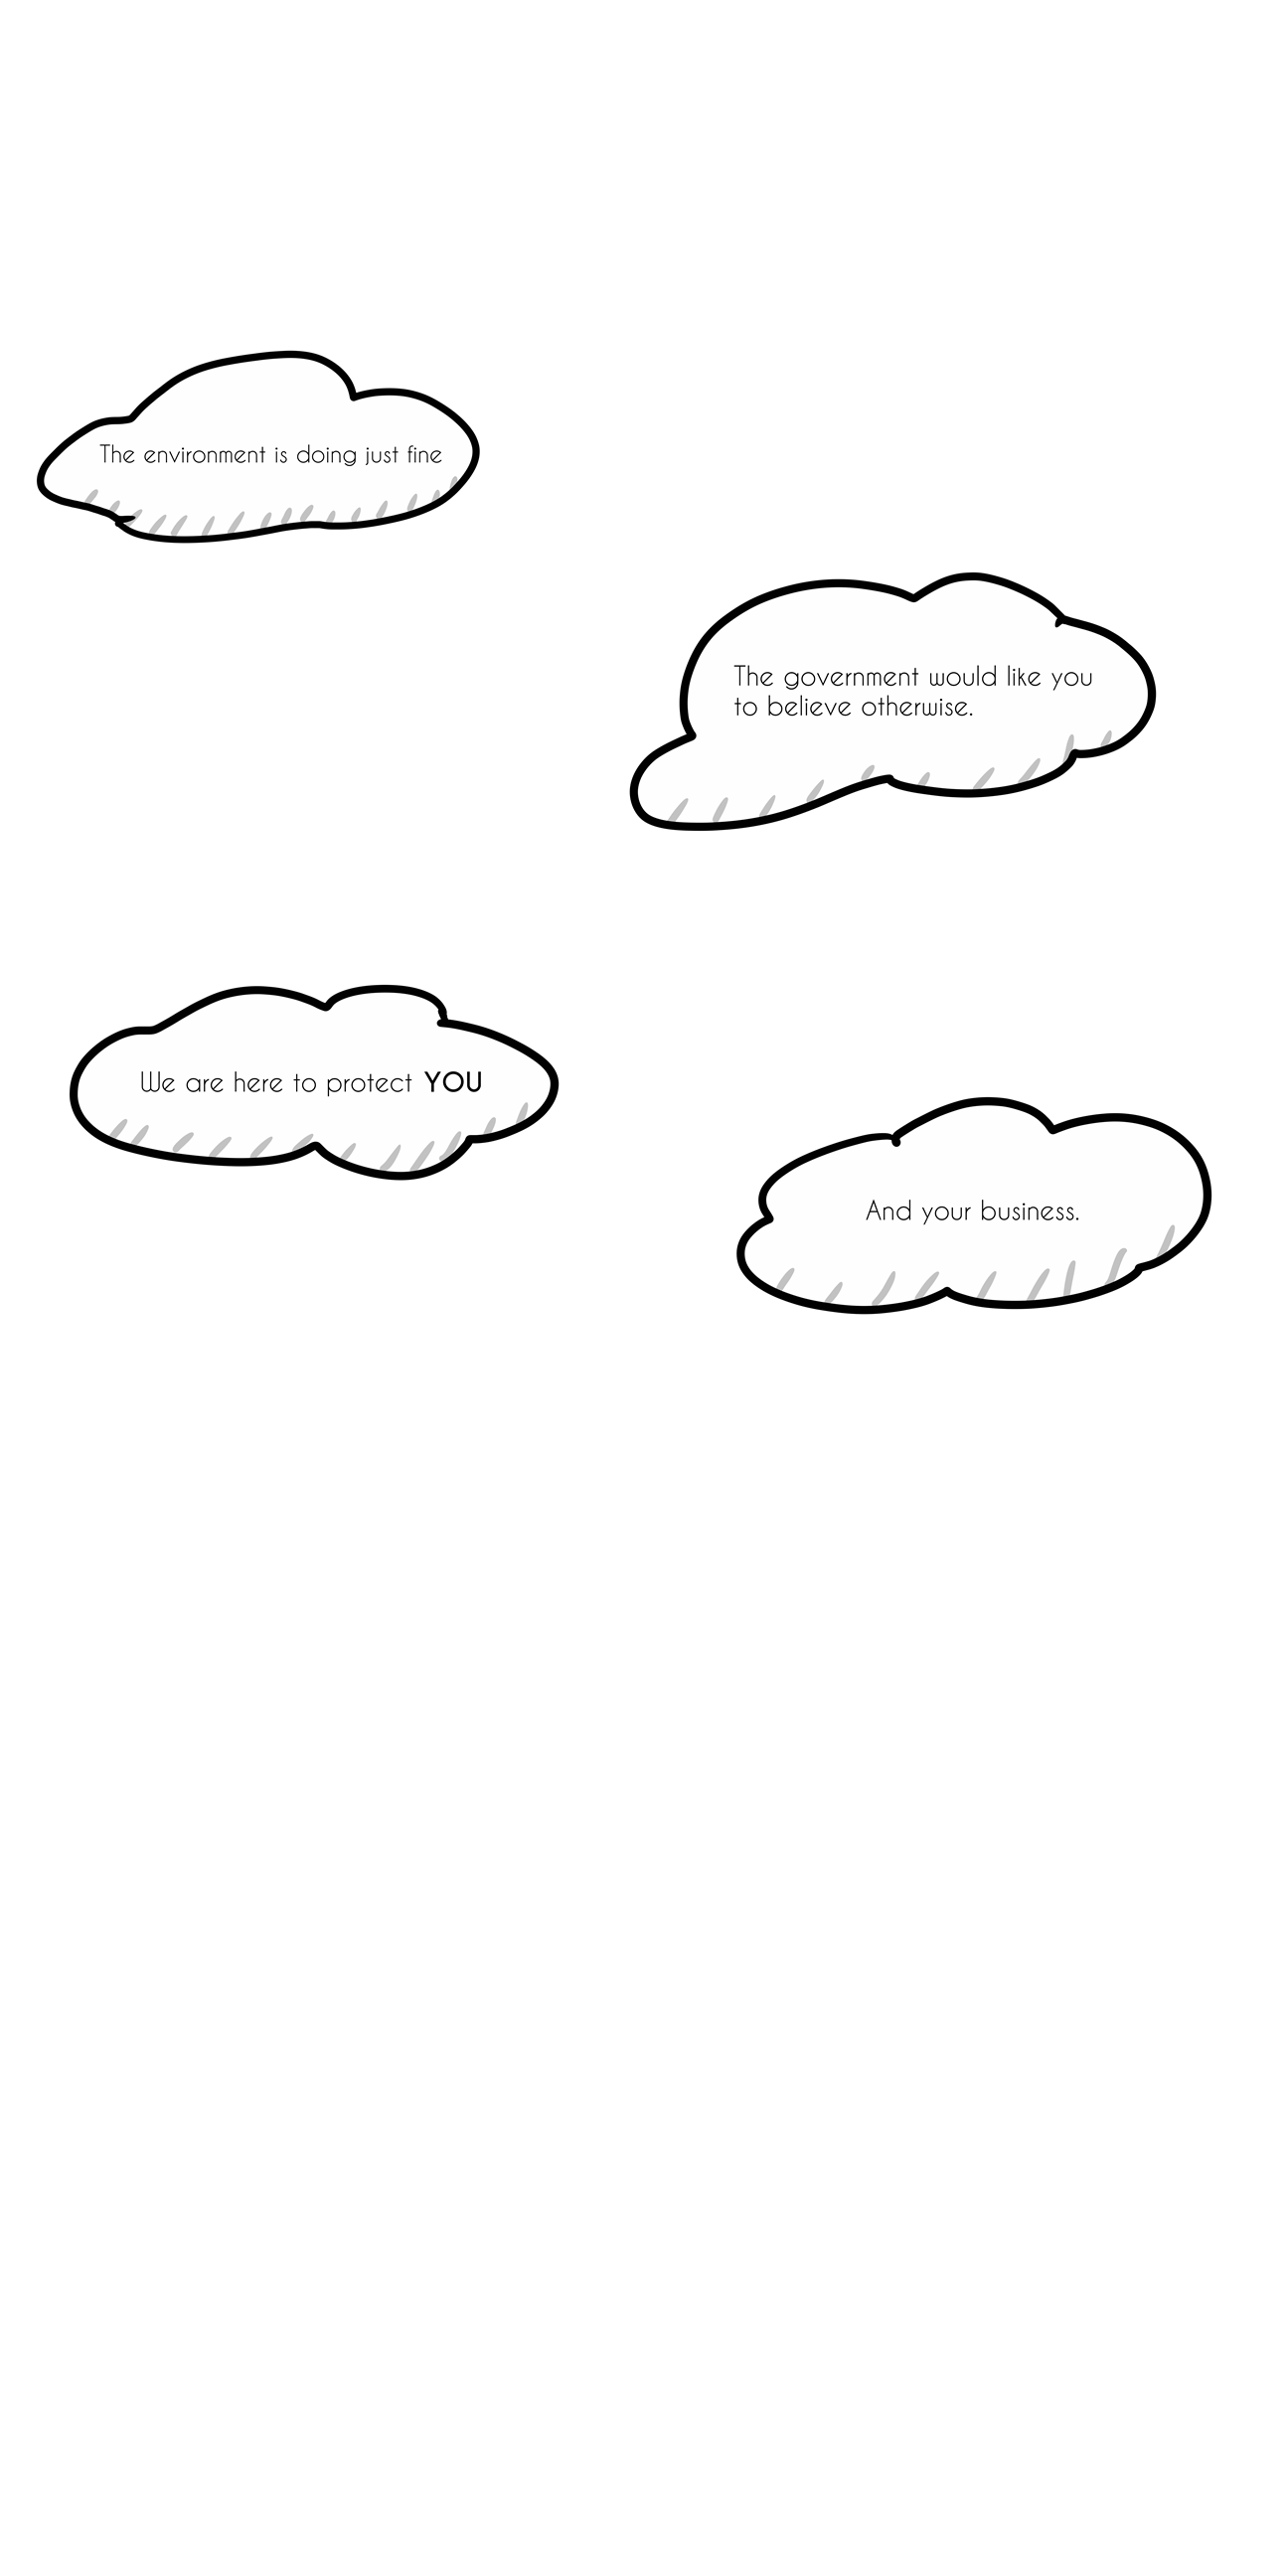 The environment is doing just fine
The government would like you
to believe otherwise.
We are here to protect YOU
And your business.